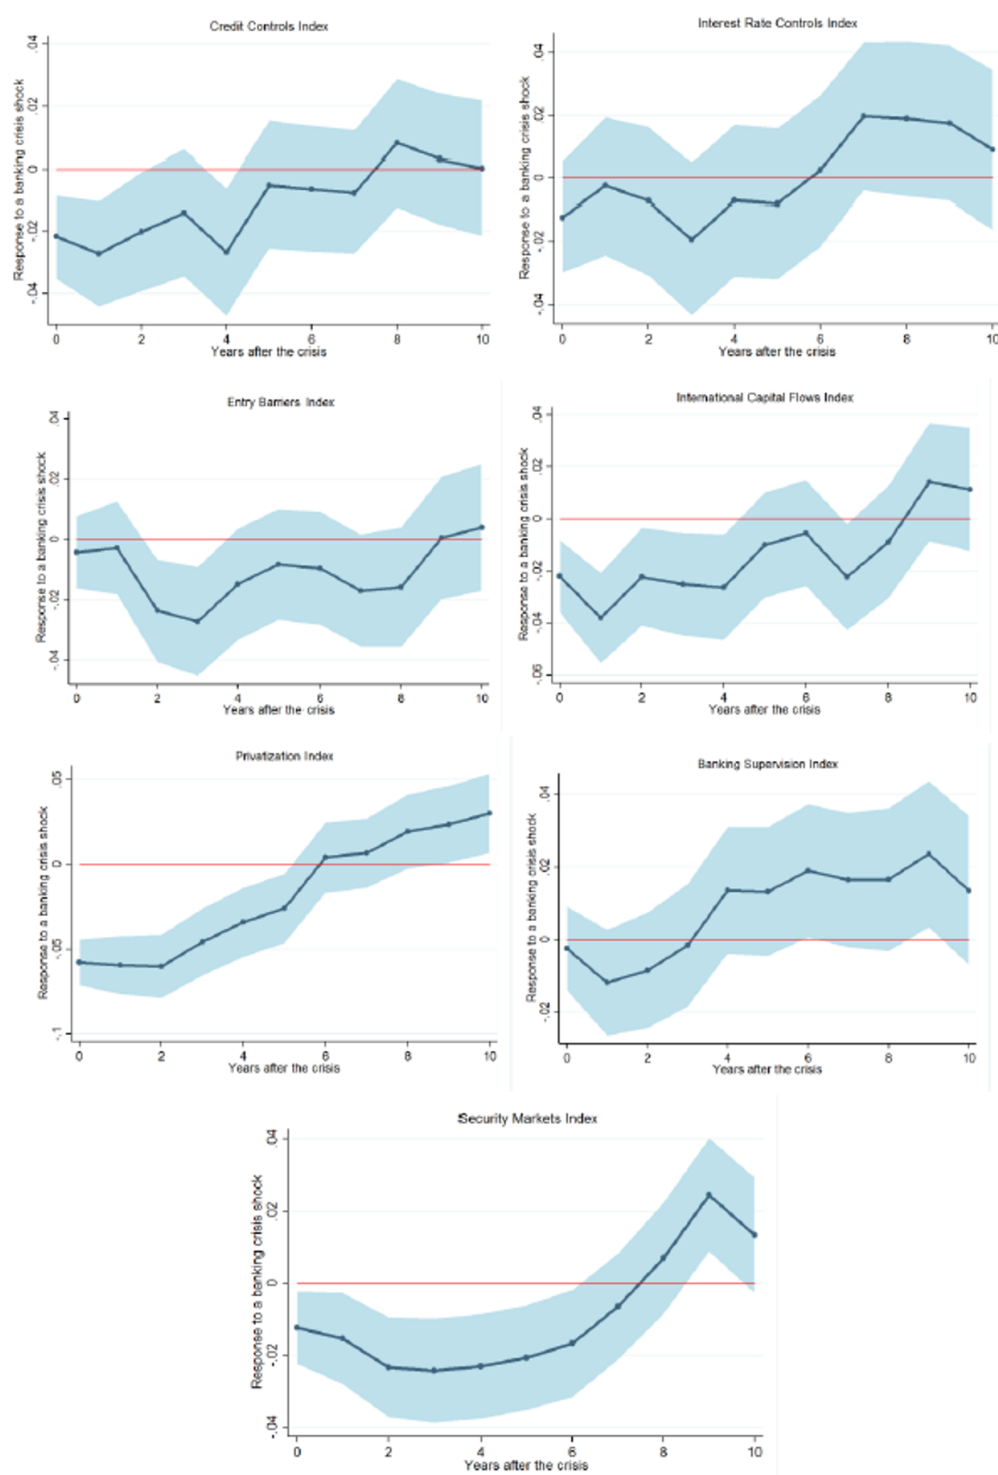 Credit Controls Index
Response to a banking crisis shock
.04
.02
0
-.02
-.04
0 2 4 6 8 10
Years after the crisis
Interest Rate Controls Index
Response to a banking crisis shock
.04
.02
0
-.02
-.04
0 2 4 6 8 10
Years after the crisis
Entry Barriers Index
Response to a banking crisis shock
.04
.02
0
-.02
-.04
0 2 4 6 8 10
Years after the crisis
International Capital Flows Index
Response to a banking crisis shock
.04
.02
0
-.02
-.04
-.06
0 2 4 6 8 10
Years after the crisis
Privatization Index
Response to a banking crisis shock
.05
0
-.05
-.1
0 2 4 6 8 10
Years after the crisis
Banking Supervision Index
Response to a banking crisis shock
.04
.02
0
-.02
0 2 4 6 8 10
Years after the crisis
Security Markets Index
Response to a banking crisis shock
.04
.02
0
-.02
-.04
0 2 4 6 8 10
Years after the crisis